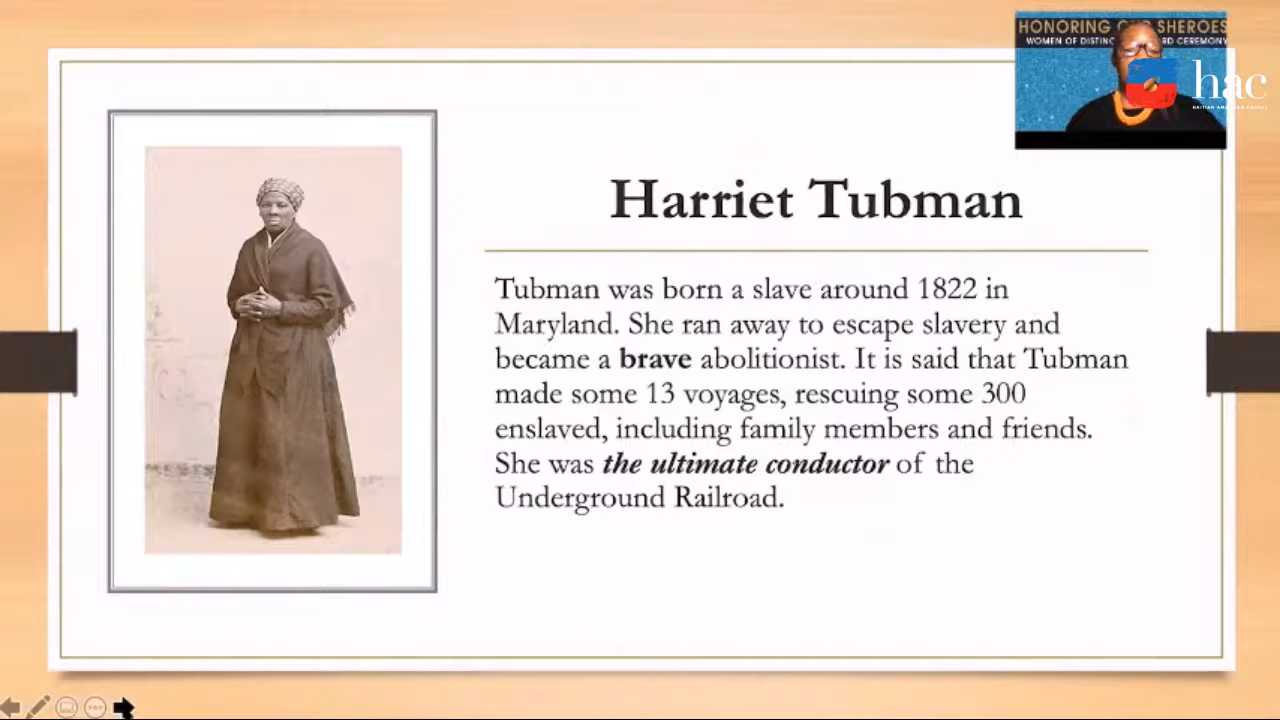 HONORING OUR SHEROES
WOMEN OF DISTINC RD CEREMONY
hac
Harriet Tubman
Tubman was born a slave around 1822 in
Maryland. She ran away to escape slavery and
became a brave abolitionist. It is said that Tubman
made some 13 voyages, rescuing some 300
enslaved, including family members and friends.
She was the ultimate conductor of the
Underground Railroad.